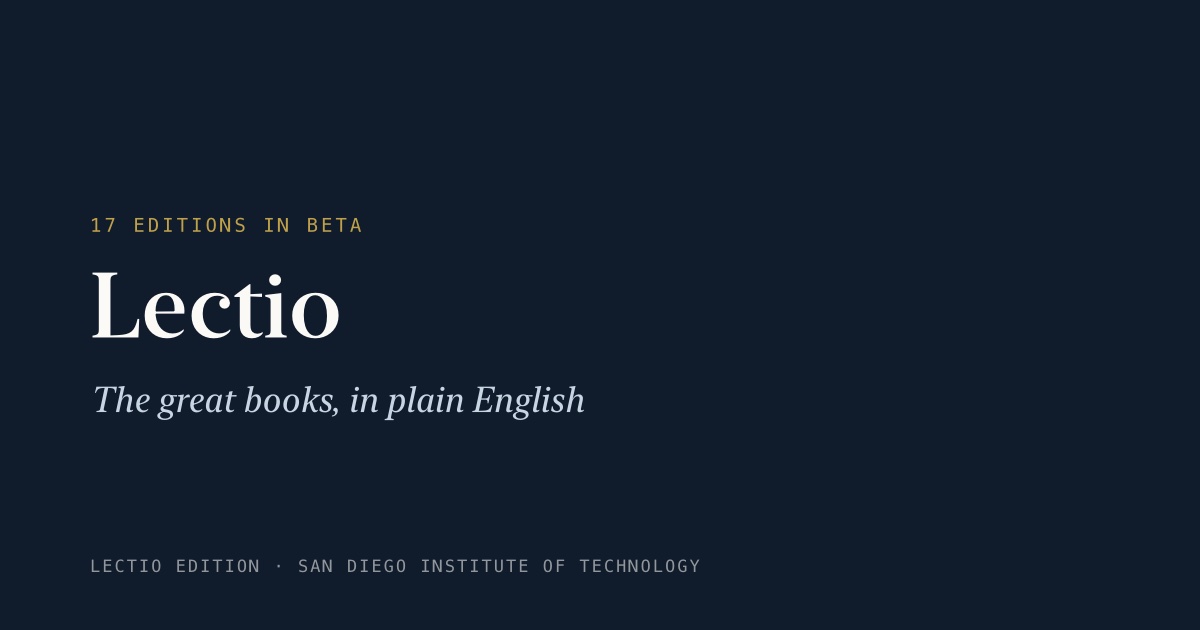 17 EDITIONS IN BETA
Lectio
The great books, in plain English
LECTIO EDITION · SAN DIEGO INSTITUTE OF TECHNOLOGY